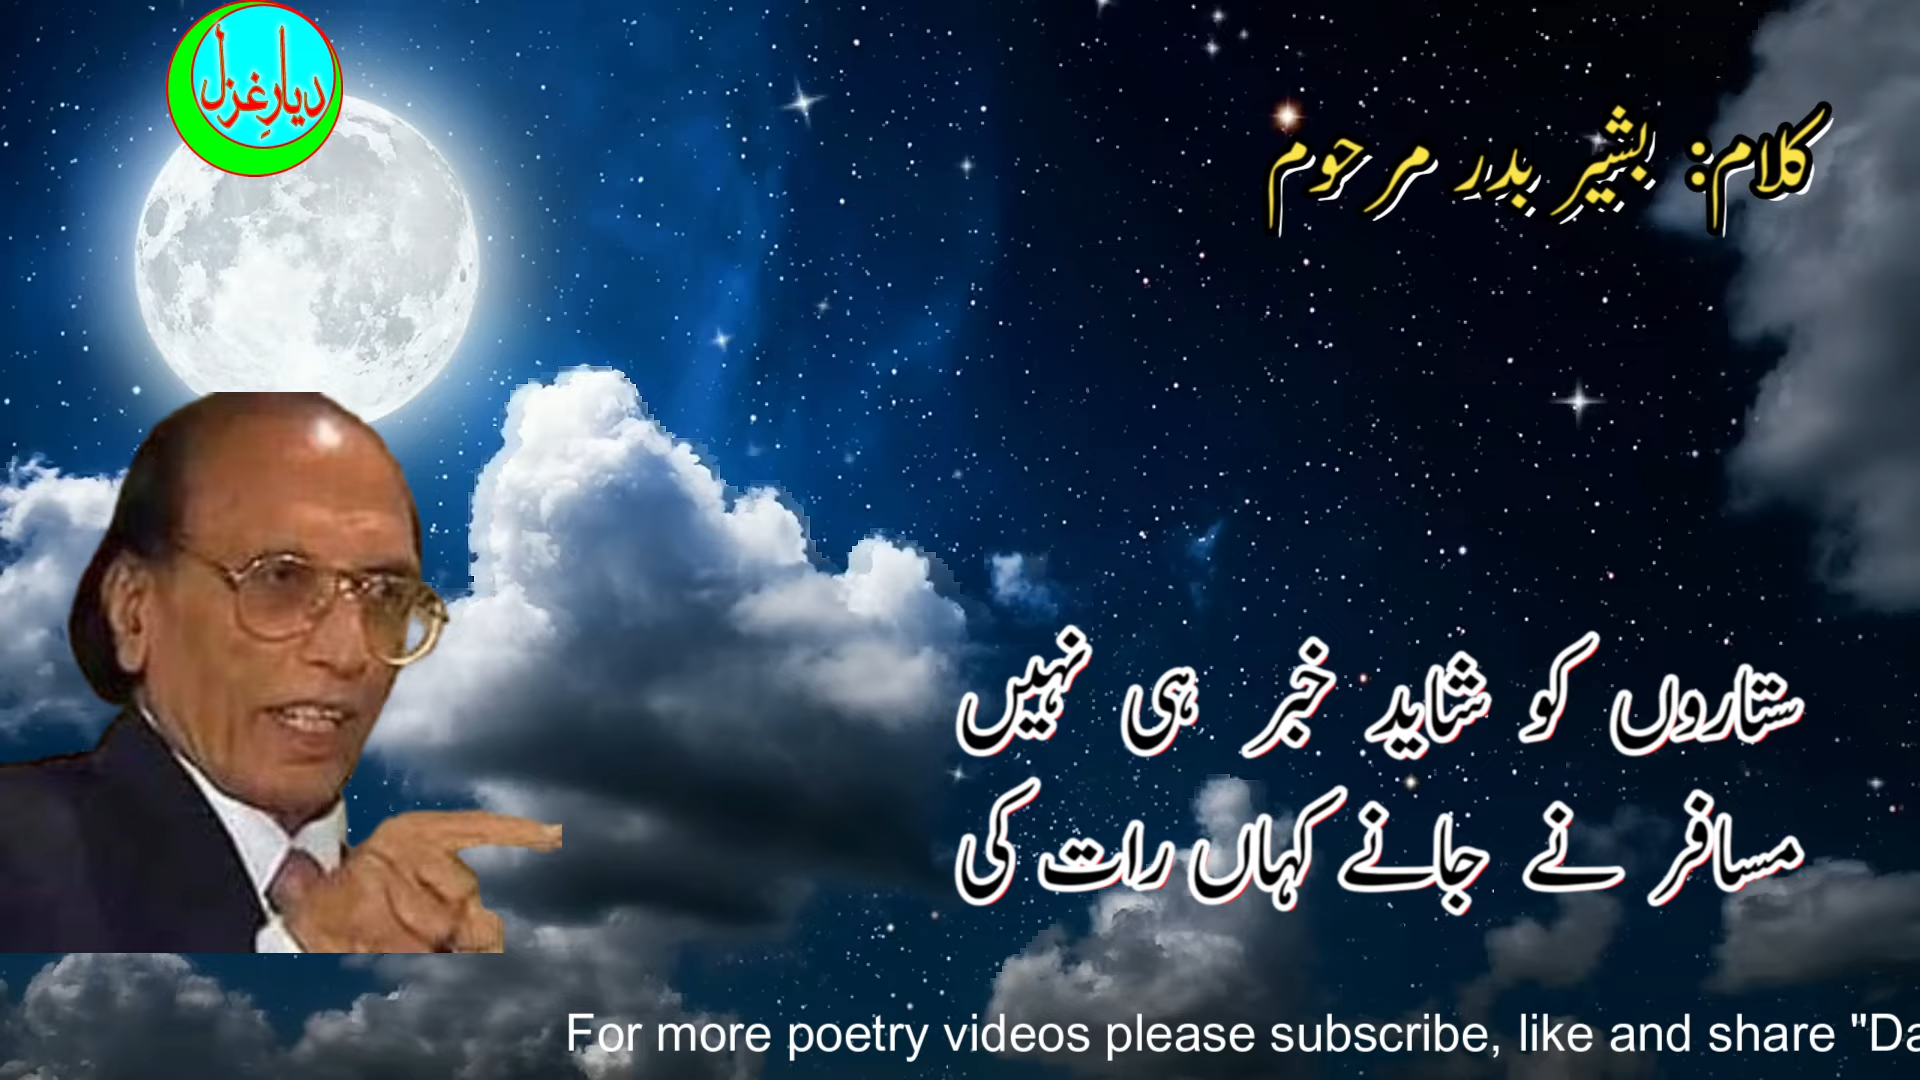 دیارِغزل
کلام: بشیر بدر مرحوم
ستاروں کو شاید خبر ہی نہیں
مسافر نے جانے کہاں رات کی
For more poetry videos please subscribe, like and share "Da